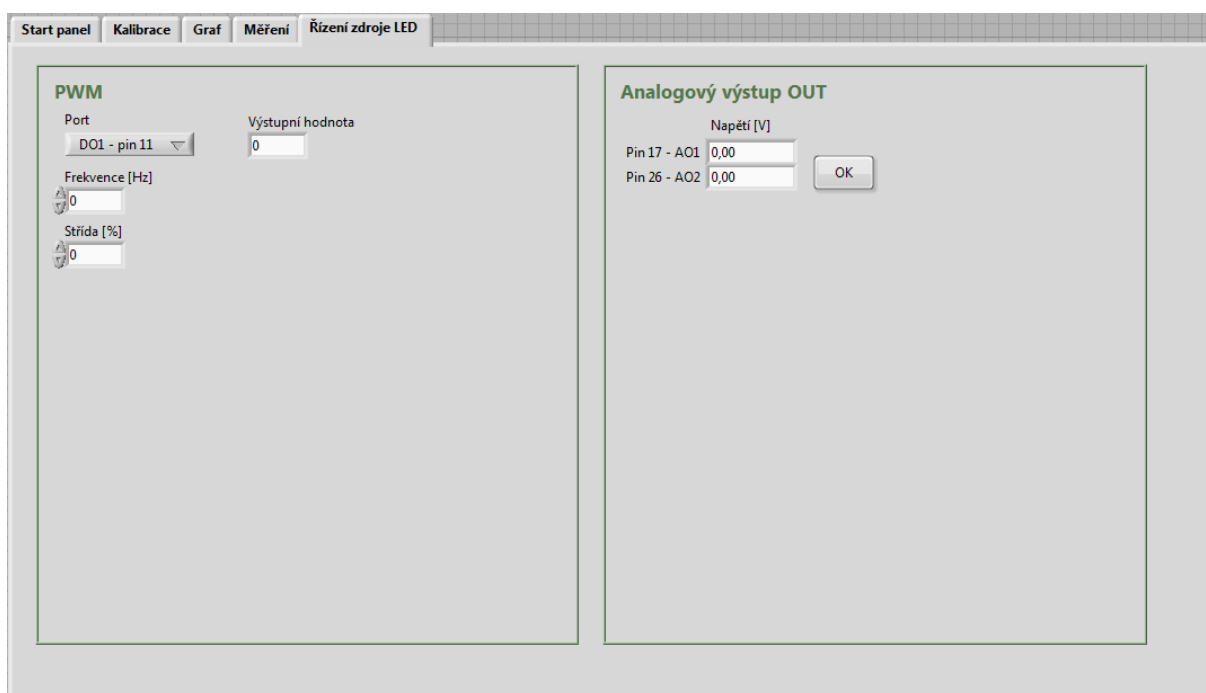 Start panel Kalibrace Graf Měření Řízení zdroje LED
PWM
Port
DO1 - pin 11
Výstupní hodnota
0
Frekvence [Hz]
0
Střída [%]
0
Analogový výstup OUT
Napětí [V]
Pin 17 - AO1 0,00
Pin 26 - AO2 0,00
OK